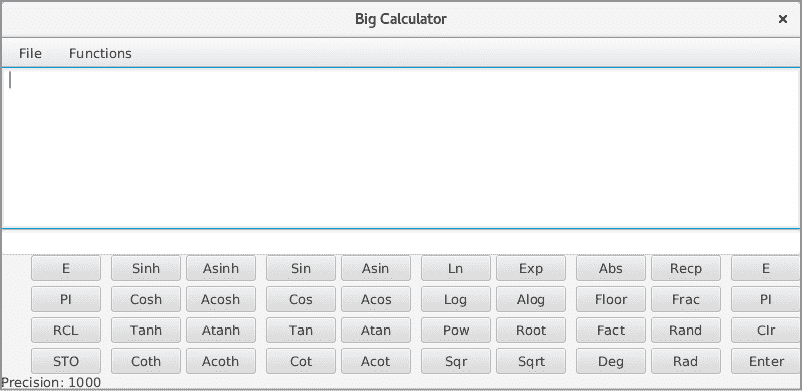 Big Calculator ×
File Functions
E Sinh Asinh Sin Asin Ln Exp Abs Recp E
PI Cosh Acosh Cos Acos Log Alog Floor Frac PI
RCL Tanh Atanh Tan Atan Pow Root Fact Rand Clr
STO Coth Acoth Cot Acot Sqr Sqrt Deg Rad Enter
Precision: 1000